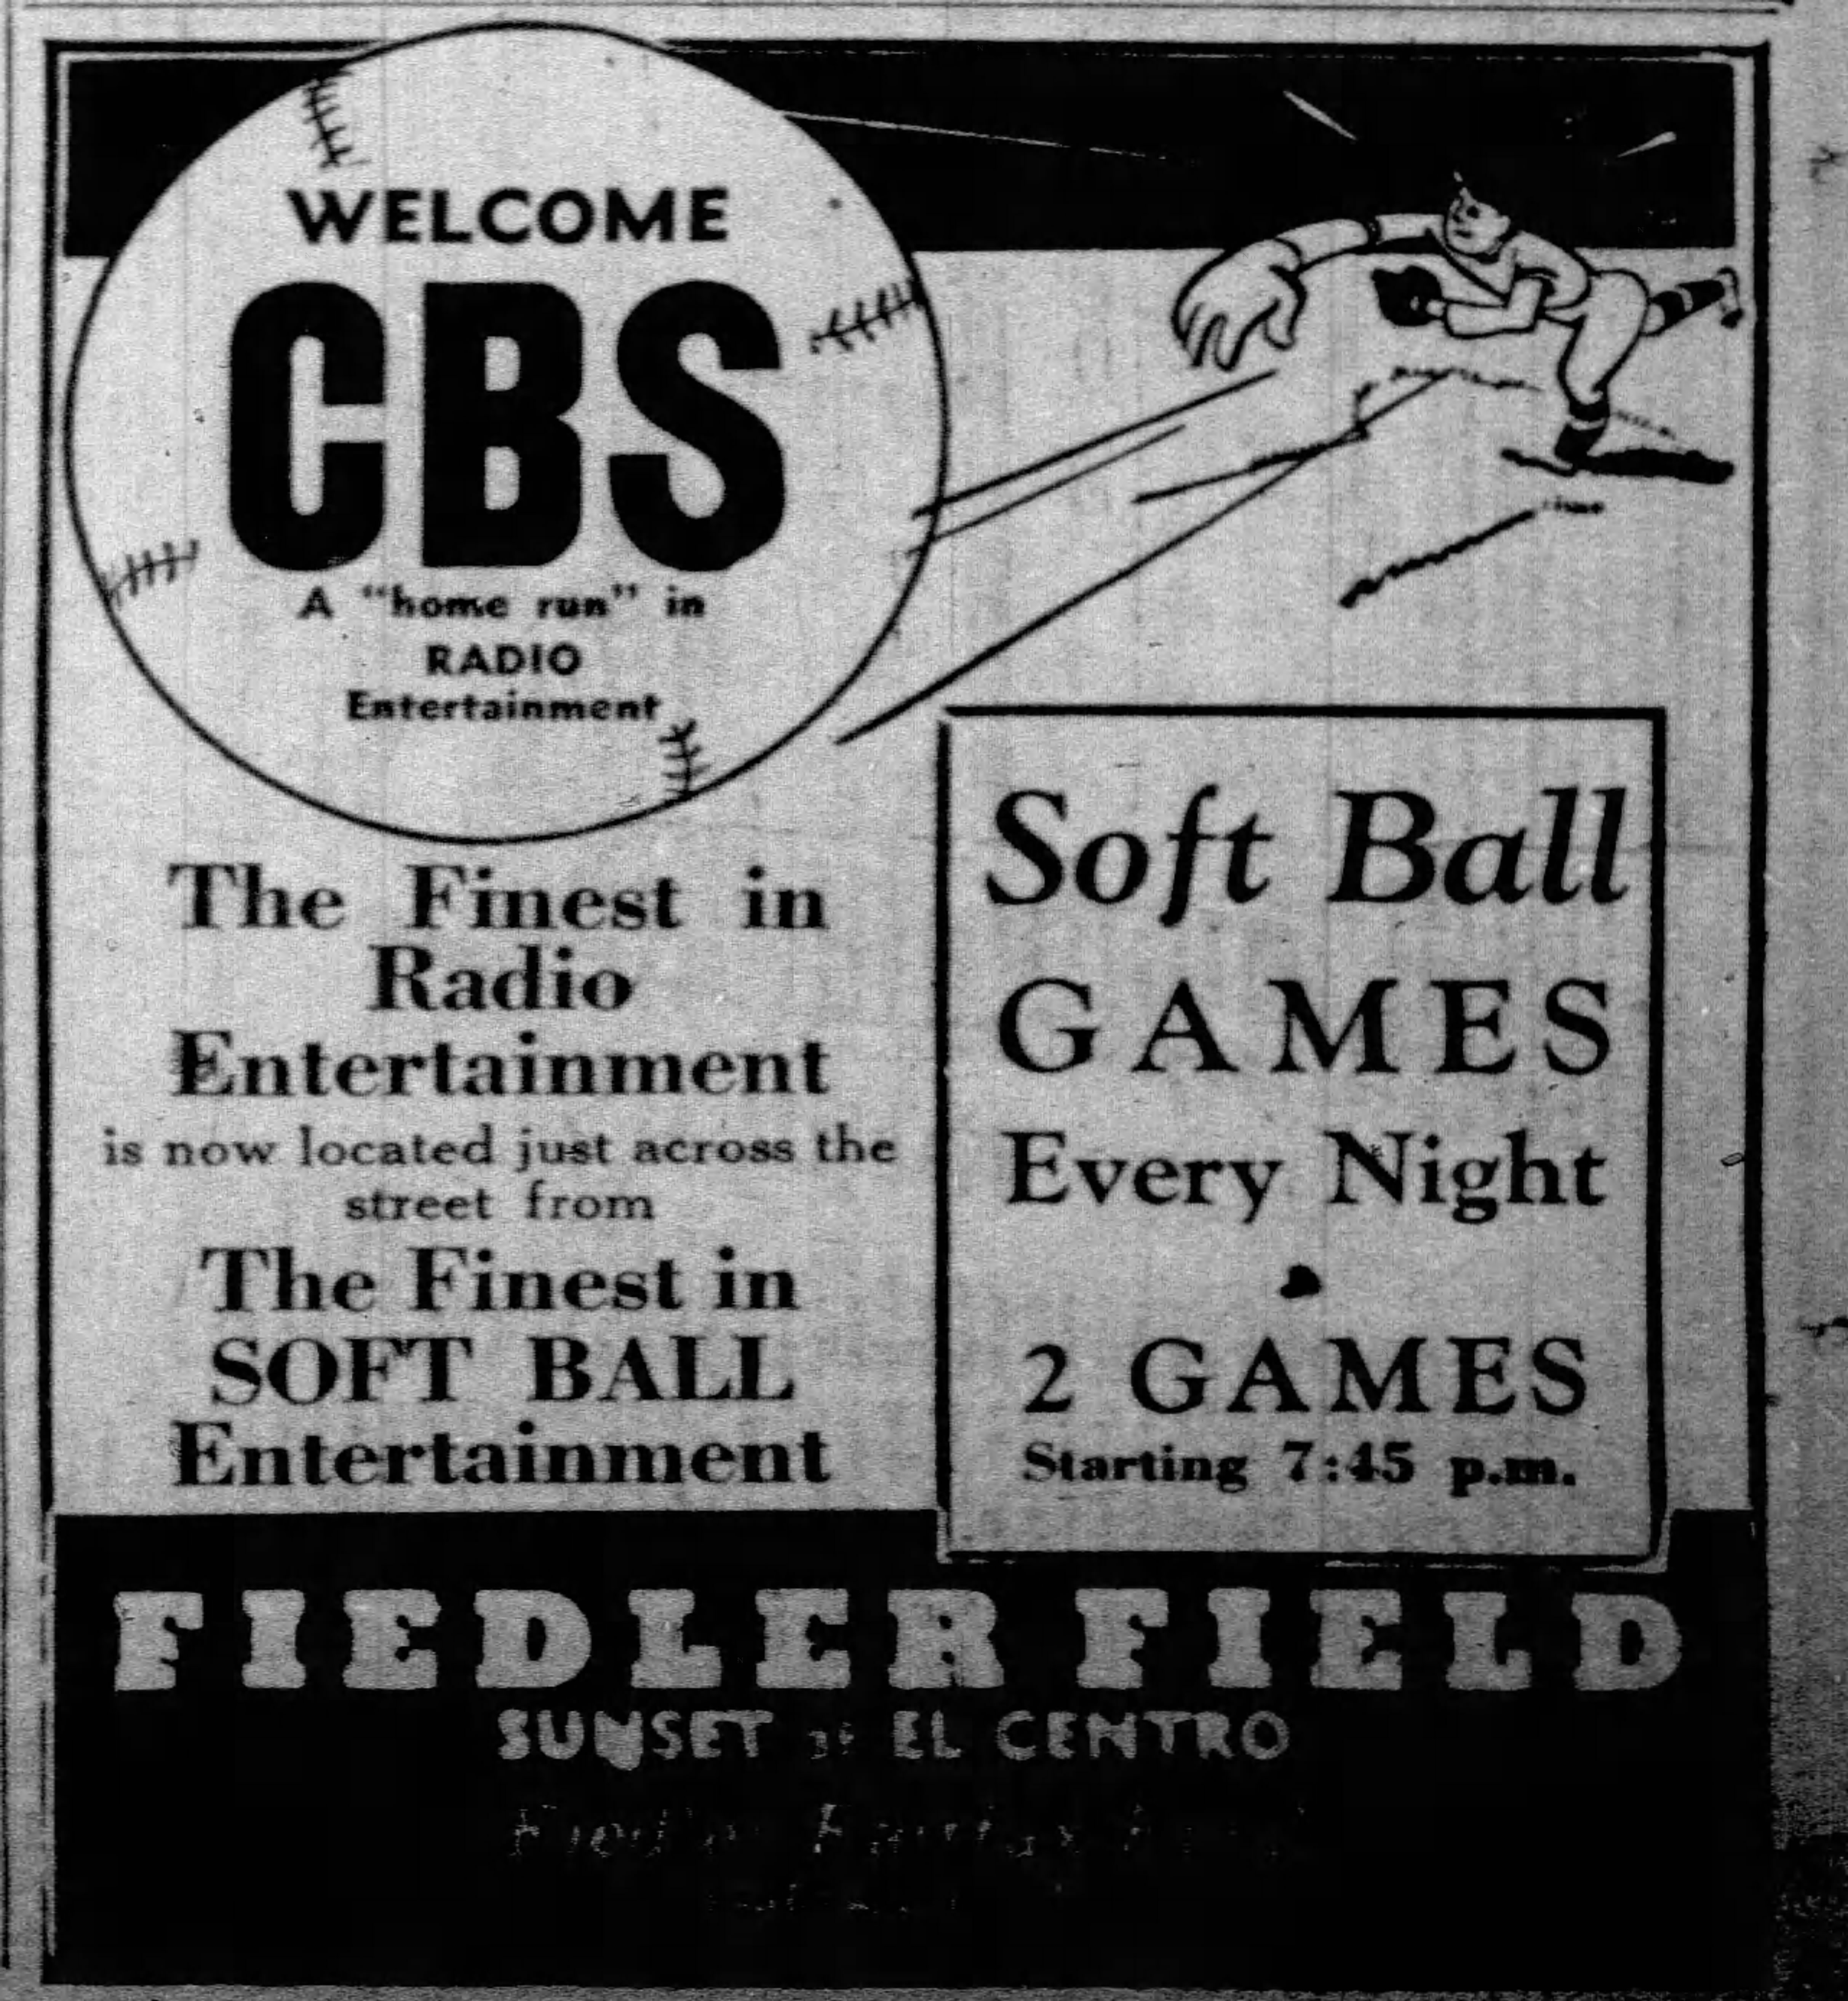 WELCOME
CBS
A "home run" in
RADIO
Entertainment
The Finest in
Radio
Entertainment
is now located just across the
street from
The Finest in
SOFT BALL
Entertainment
Soft Ball
GAMES
Every Night
2 GAMES
Starting 7:45 p.m.
FIEDLER FIELD
SUNSET at EL CENTRO